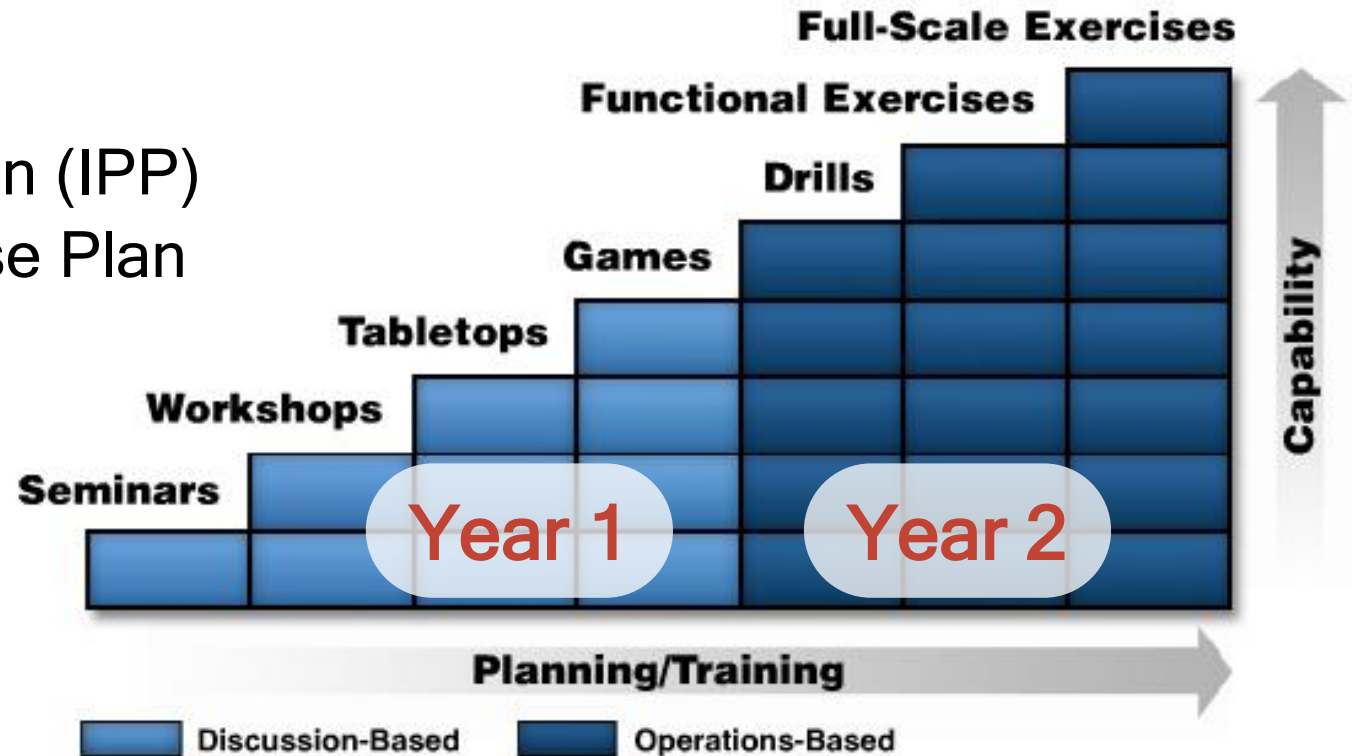 Full-Scale Exercises
Functional Exercises
n (IPP)
Drills
se Plan
Games
Tabletops
Workshops
Seminars
Year 1
Year 2
Capability
Planning/Training
Discussion-Based
Operations-Based